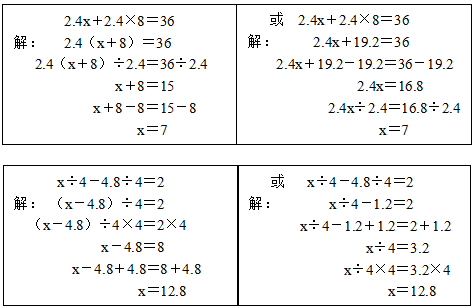 2.4x+2.4×8=36
解： 2.4（x+8）=36
2.4（x+8）÷2.4=36÷2.4
x+8=15
x+8-8=15-8
x=7
或 2.4x+2.4×8=36
解： 2.4x+19.2=36
2.4x+19.2-19.2=36-19.2
2.4x=16.8
2.4x÷2.4=16.8÷2.4
x=7
x÷4-4.8÷4=2
解： （x-4.8）÷4=2
（x-4.8）÷4×4=2×4
x-4.8=8
x-4.8+4.8=8+4.8
x=12.8
或 x÷4-4.8÷4=2
解： x÷4-1.2=2
x÷4-1.2+1.2=2+1.2
x÷4=3.2
x÷4×4=3.2×4
x=12.8